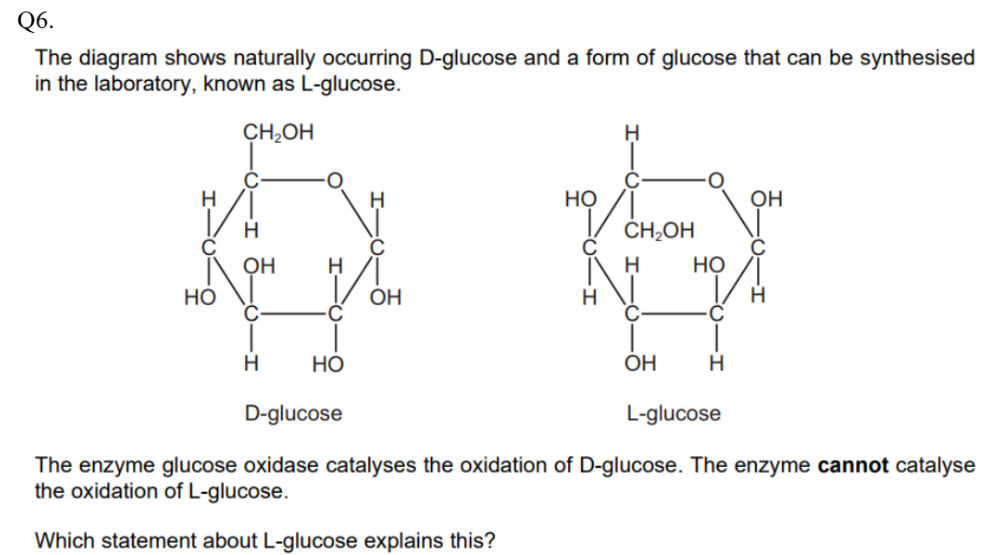 Q6.
The diagram shows naturally occurring D-glucose and a form of glucose that can be synthesised
in the laboratory, known as L-glucose.
CH₂OH H
C O C O
H H HO OH
H CH₂OH
C C C C
OH H H HO
HO OH H H
C C C C
H HO OH H
D-glucose L-glucose
The enzyme glucose oxidase catalyses the oxidation of D-glucose. The enzyme cannot catalyse
the oxidation of L-glucose.
Which statement about L-glucose explains this?